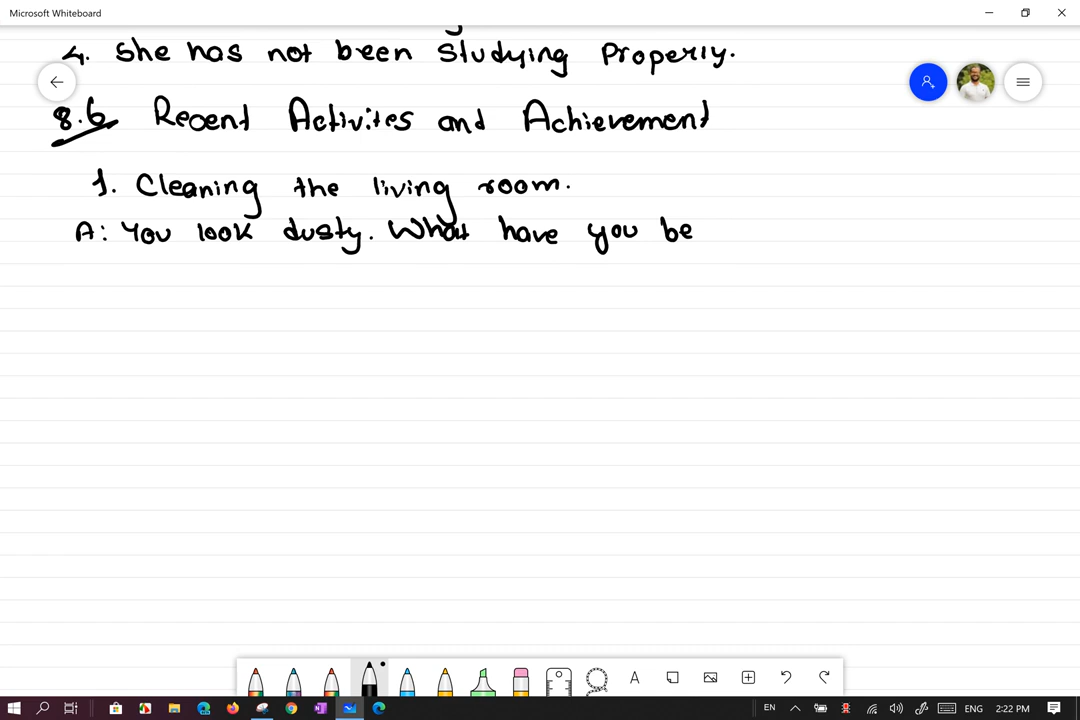 Microsoft Whiteboard
4. She has not been studying Properly.
8.6 Recent Activites and Achievement
1. Cleaning the living room.
A: You look dusty. What have you be
A
EN
ENG
2:22 PM